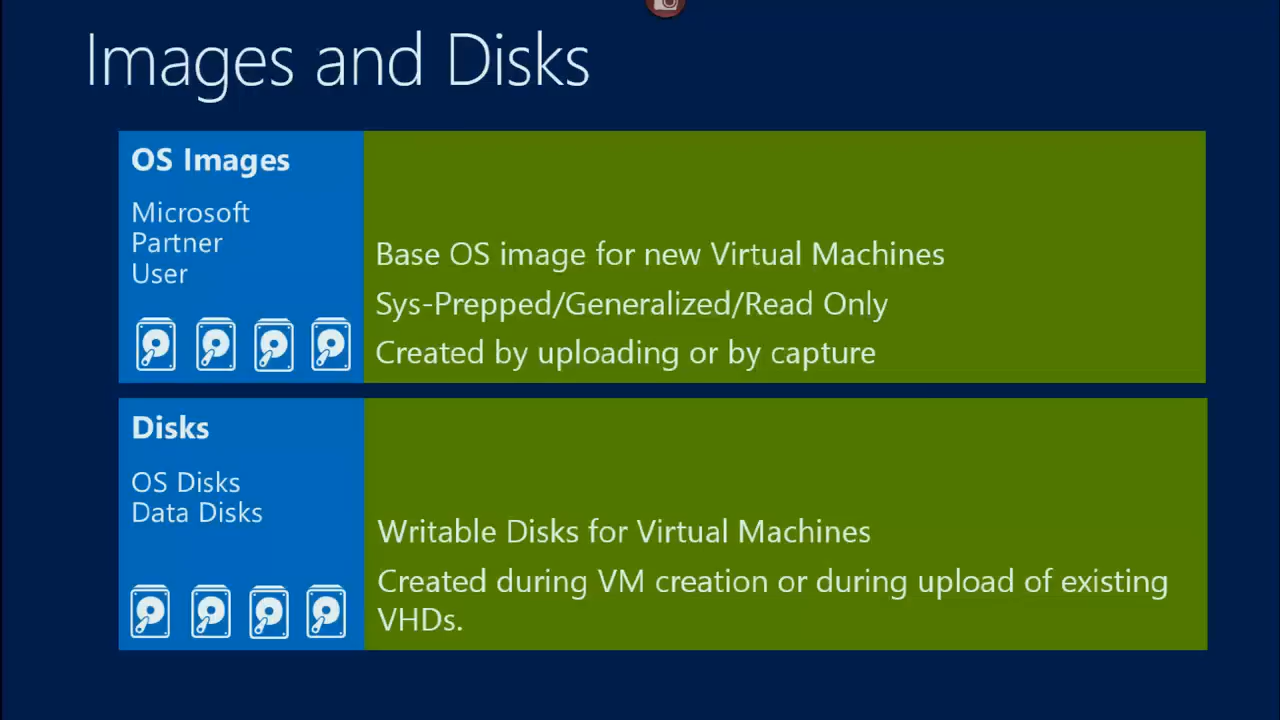 Images and Disks
OS Images
Microsoft
Partner
User
Base OS image for new Virtual Machines
Sys-Prepped/Generalized/Read Only
Created by uploading or by capture
Disks
OS Disks
Data Disks
Writable Disks for Virtual Machines
Created during VM creation or during upload of existing
VHDs.